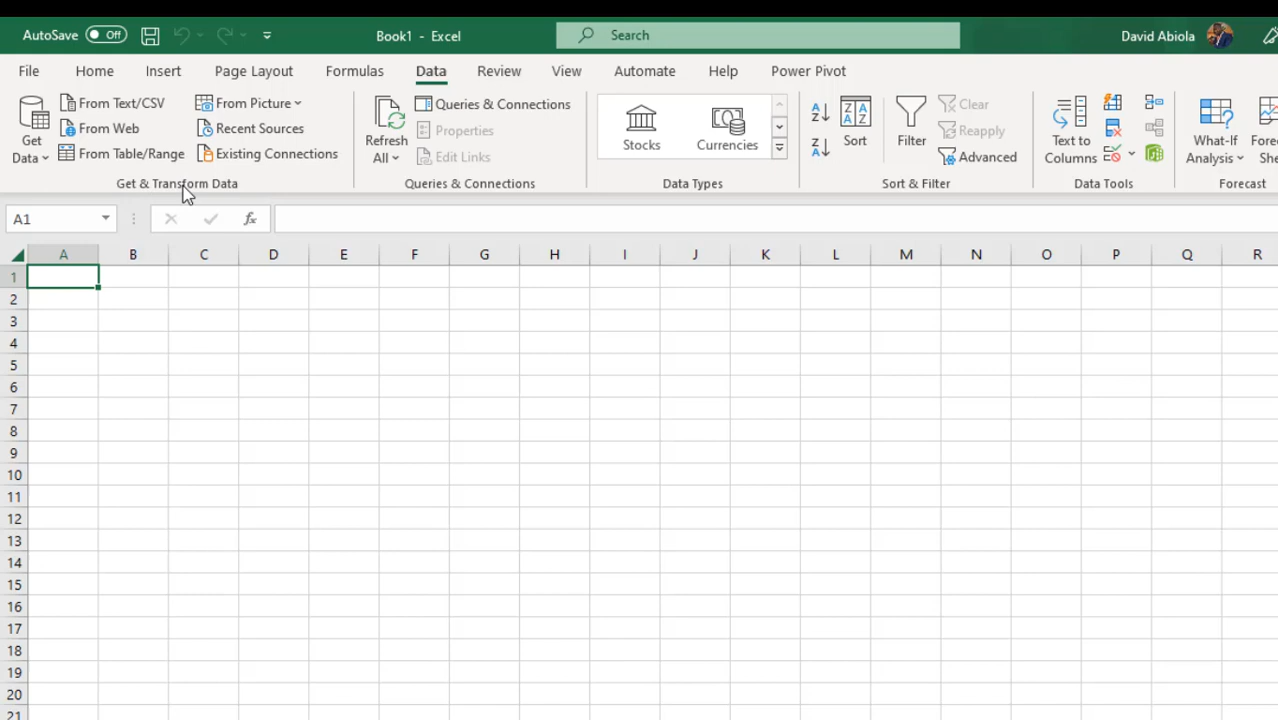 AutoSave Off Book1 - Excel Search David Abiola
File Home Insert Page Layout Formulas Data Review View Automate Help Power Pivot
Get Data
From Text/CSV
From Web
From Table/Range
From Picture
Recent Sources
Existing Connections
Get & Transform Data
Refresh All
Queries & Connections
Properties
Edit Links
Queries & Connections
Stocks
Currencies
Data Types
Sort
Filter
Clear
Reapply
Advanced
Sort & Filter
Text to Columns
Data Tools
What-If Analysis
Forecast
A1 fx
A B C D E F G H I J K L M N O P Q R
1
2
3
4
5
6
7
8
9
10
11
12
13
14
15
16
17
18
19
20
21